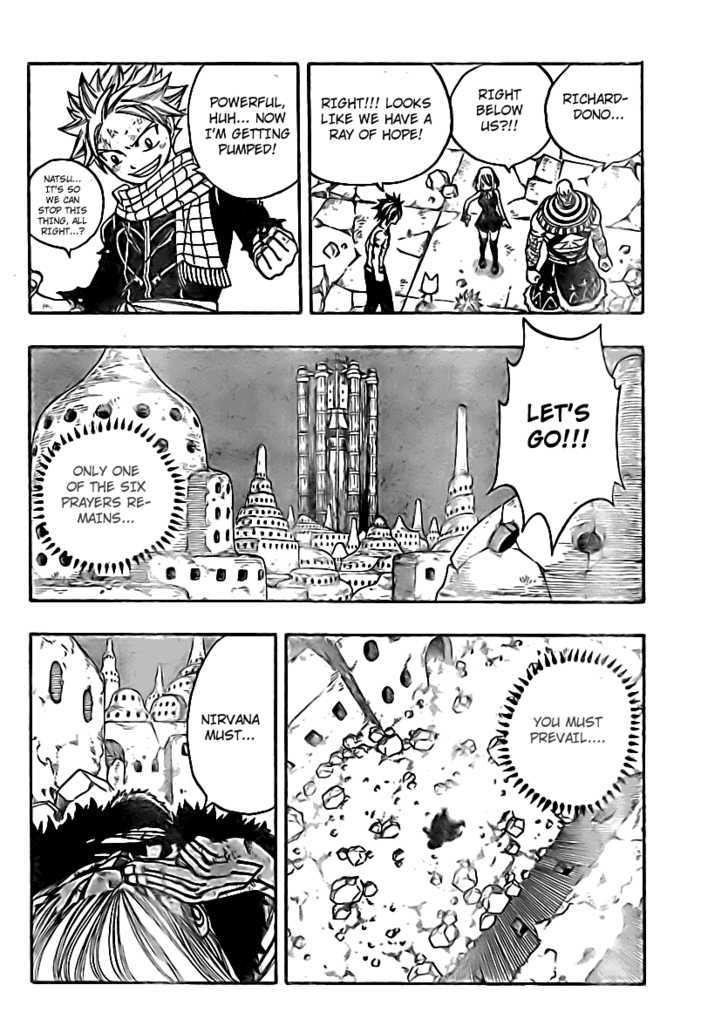 RICHARD-
DONO...
RIGHT
BELOW
US?!!
RIGHT!!! LOOKS
LIKE WE HAVE A
RAY OF HOPE!
POWERFUL,
HUH... NOW
I'M GETTING
PUMPED!
NATSU...
IT'S SO
WE CAN
STOP THIS
THING, ALL
RIGHT...?
LET'S
GO!!!
ONLY ONE
OF THE SIX
PRAYERS RE-
MAINS...
YOU MUST
PREVAIL....
NIRVANA
MUST...